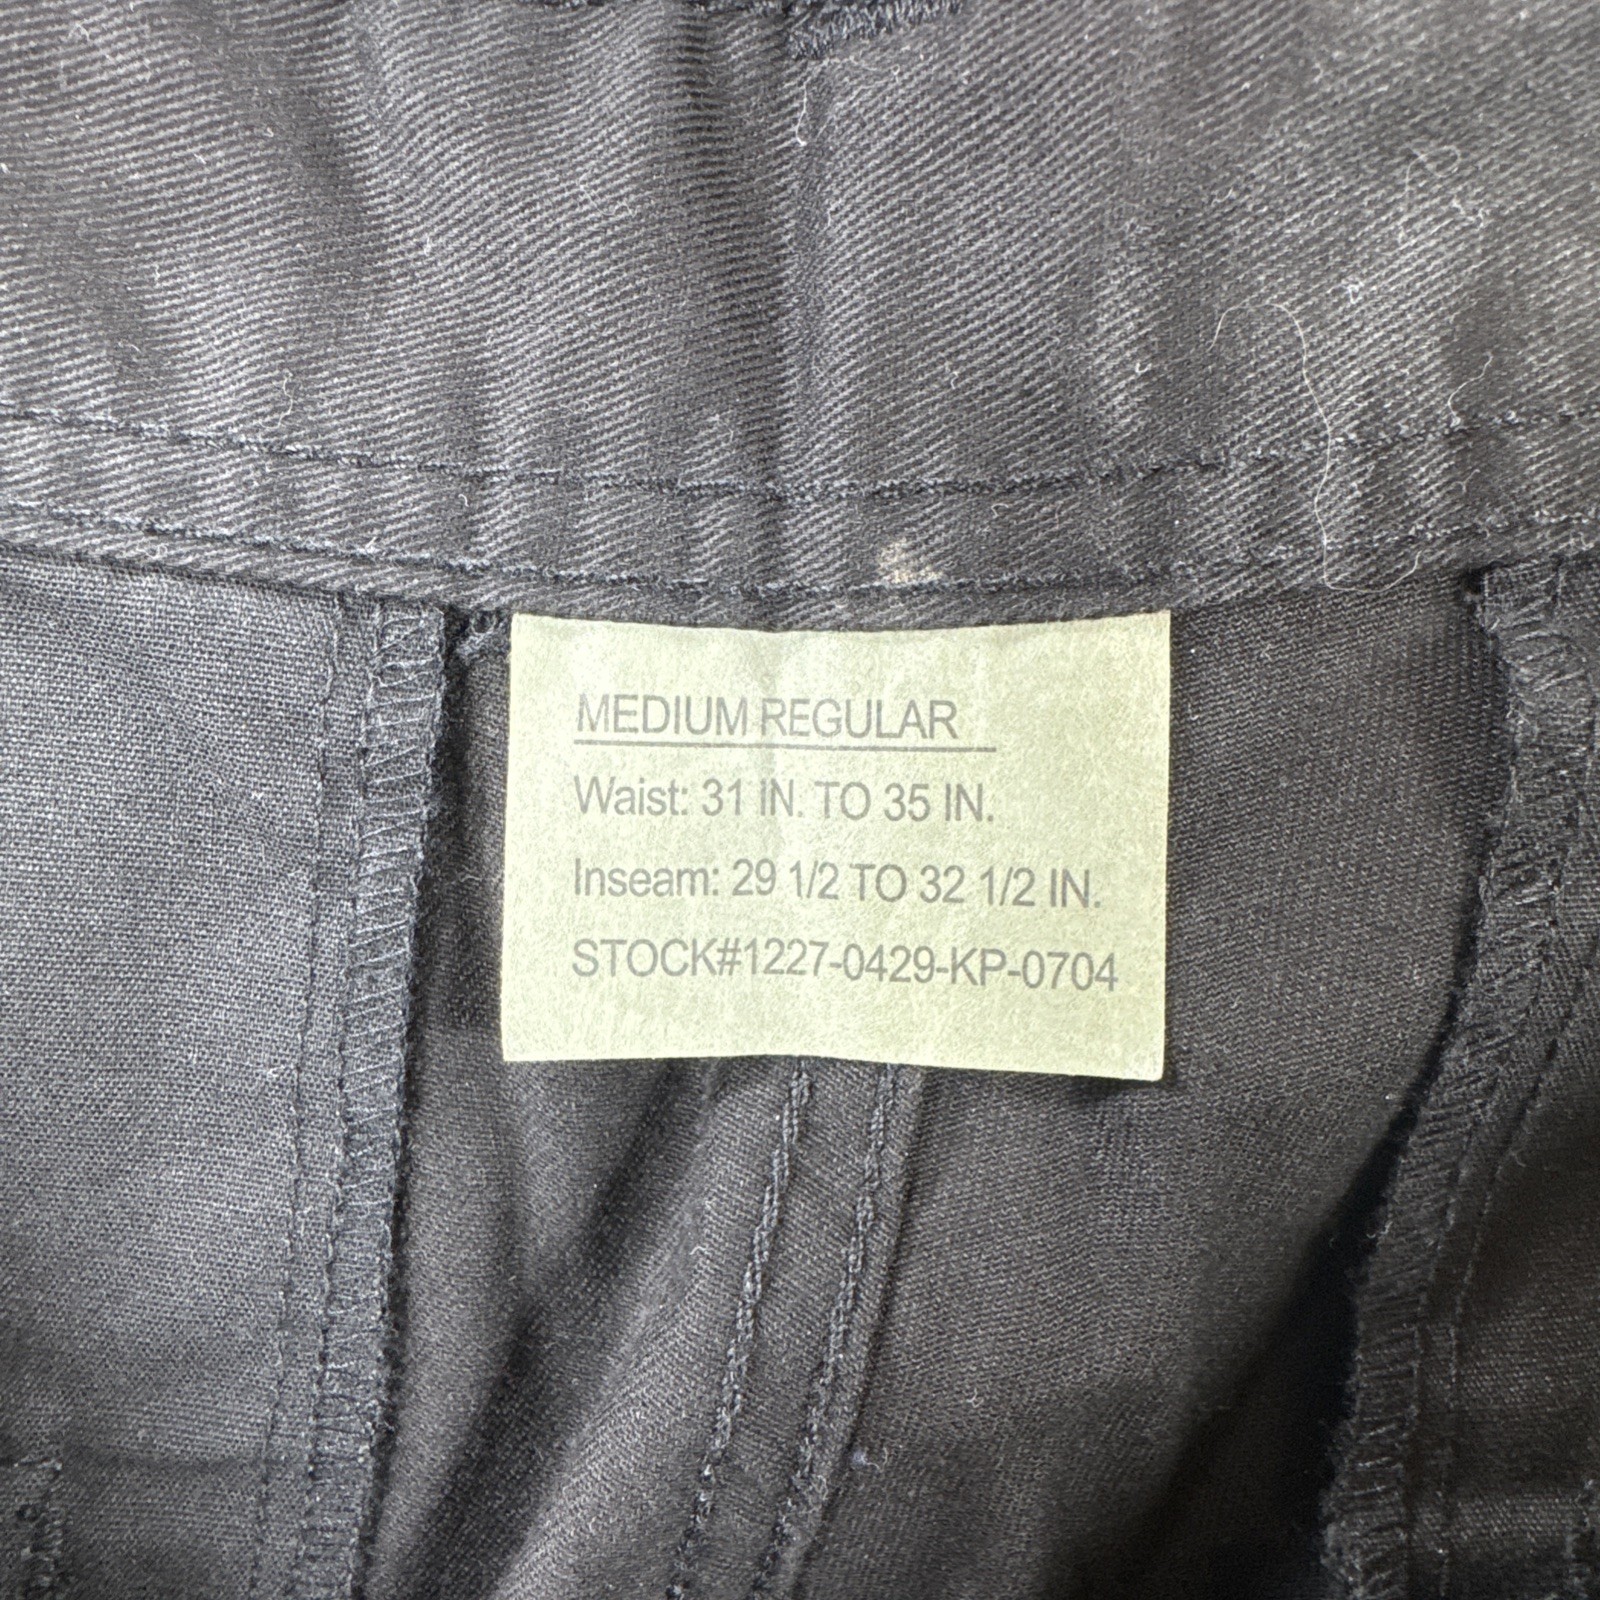 MEDIUM REGULAR
Waist: 31 IN. TO 35 IN.
Inseam: 29 1/2 TO 32 1/2 IN.
STOCK#1227-0429-KP-0704